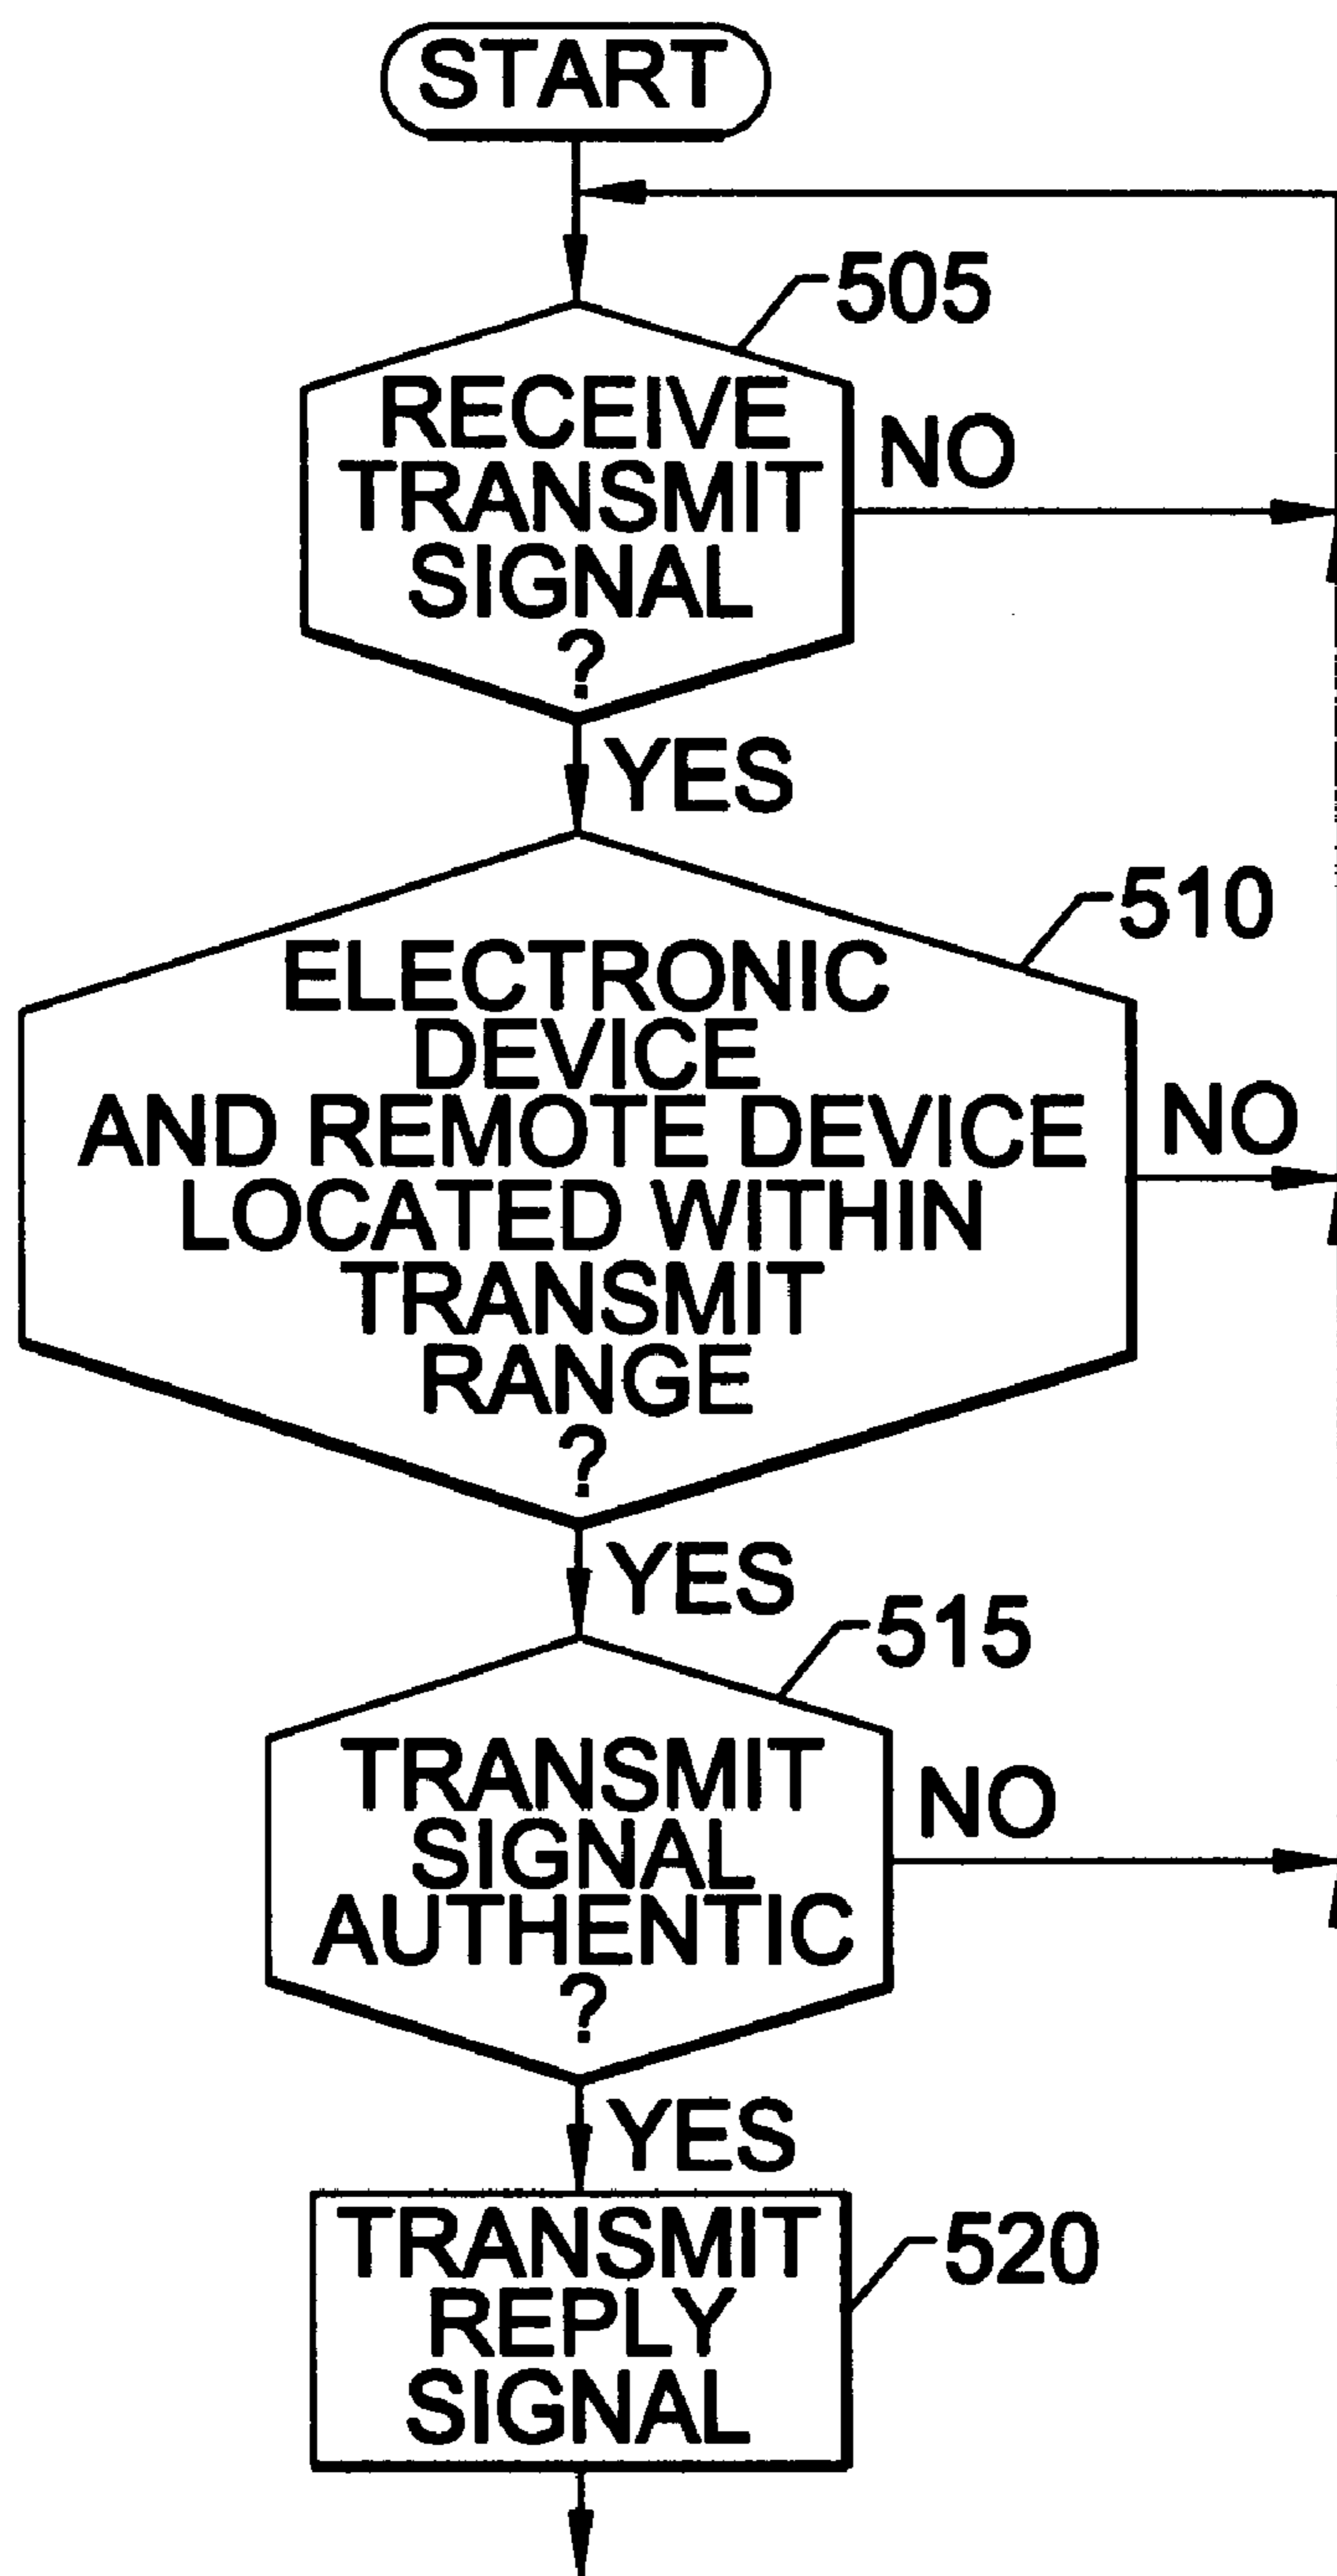 START
505
RECEIVE
TRANSMIT
SIGNAL
?
NO
YES
510
ELECTRONIC
DEVICE
AND REMOTE DEVICE
LOCATED WITHIN
TRANSMIT
RANGE
?
NO
YES
515
TRANSMIT
SIGNAL
AUTHENTIC
?
NO
YES
520
TRANSMIT
REPLY
SIGNAL